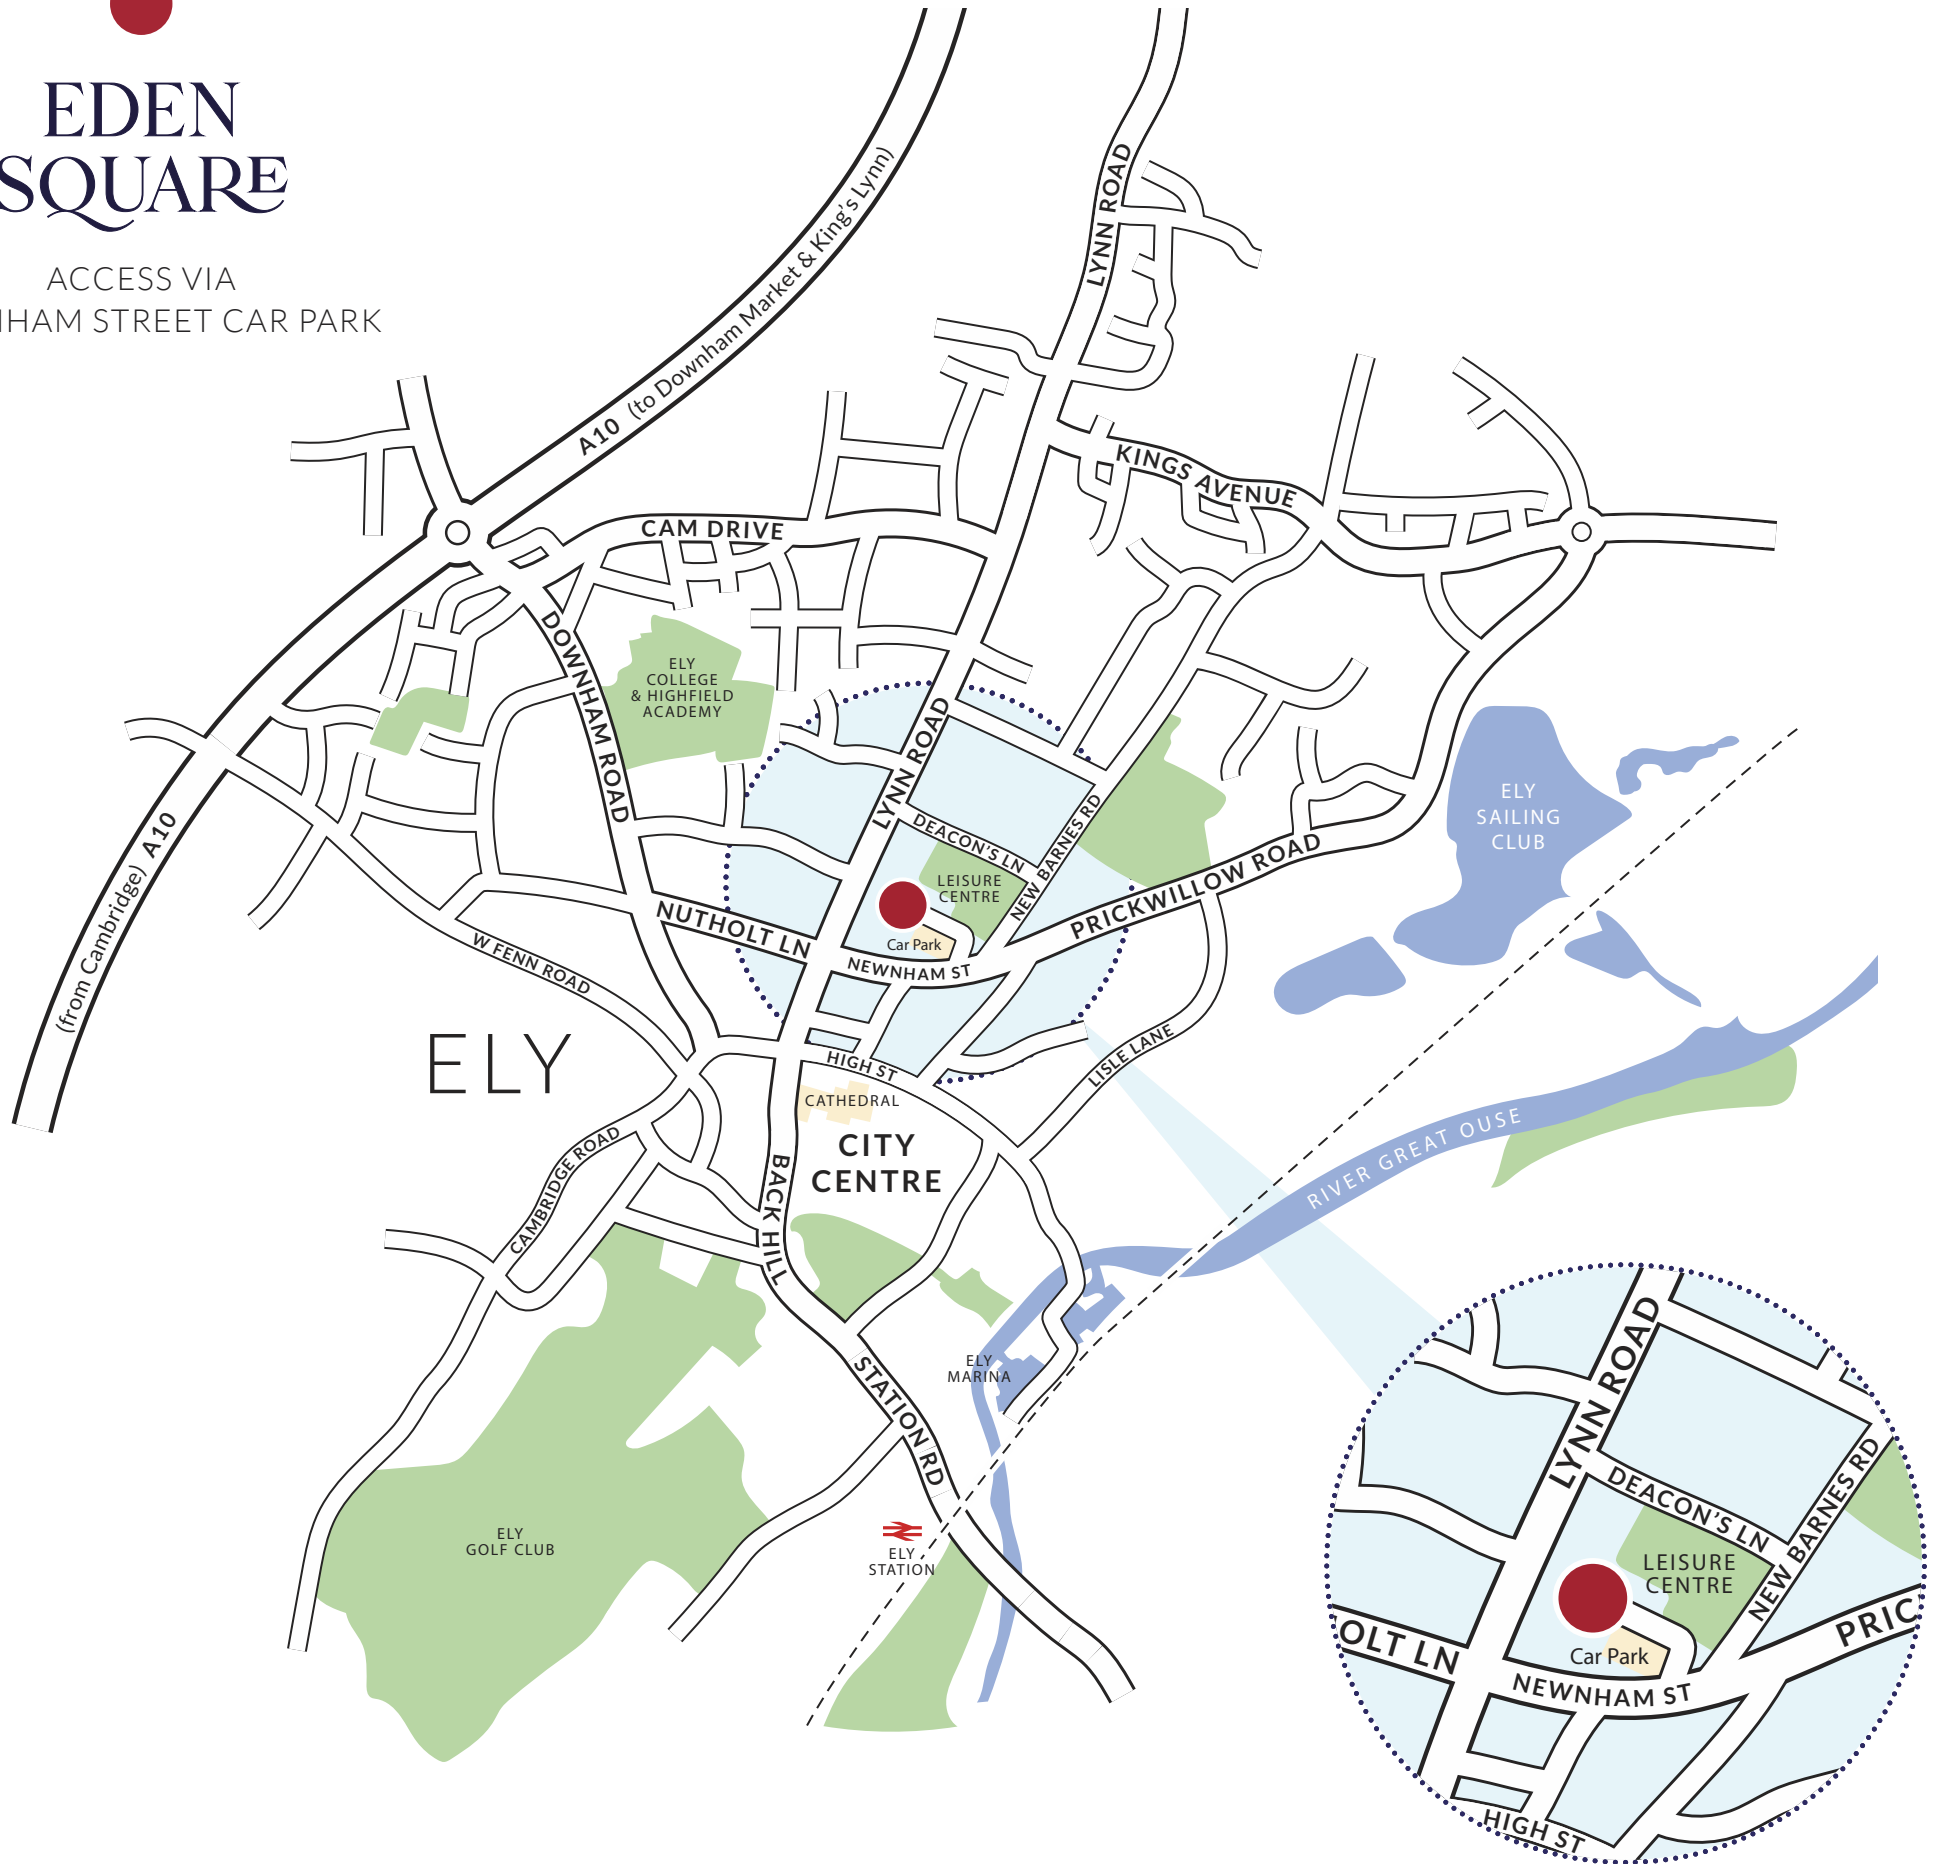 EDEN
SQUARE
ACCESS VIA
HAM STREET CAR PARK
A10 (to Downham Market & King's Lynn)
LYNN ROAD
KINGS AVENUE
CAM DRIVE
DOWNHAM ROAD
ELY
COLLEGE
& HIGHFIELD
ACADEMY
LYNN ROAD
DEACON'S LN
NEW BARNES RD
LEISURE
CENTRE
Car Park
PRICKWILLOW ROAD
ELY
SAILING
CLUB
(from Cambridge) A10
NUTHOLT LN
NEWNHAM ST
W FENN ROAD
ELY
HIGH ST
LISLE LANE
CATHEDRAL
CITY
CENTRE
CAMBRIDGE ROAD
BACK HILL
RIVER GREAT OUSE
ELY
MARINA
STATION RD
ELY
GOLF CLUB
ELY
STATION
LYNN ROAD
DEACON'S LN
NEW BARNES RD
LEISURE
CENTRE
Car Park
OLT LN
PRIC
NEWNHAM ST
HIGH ST